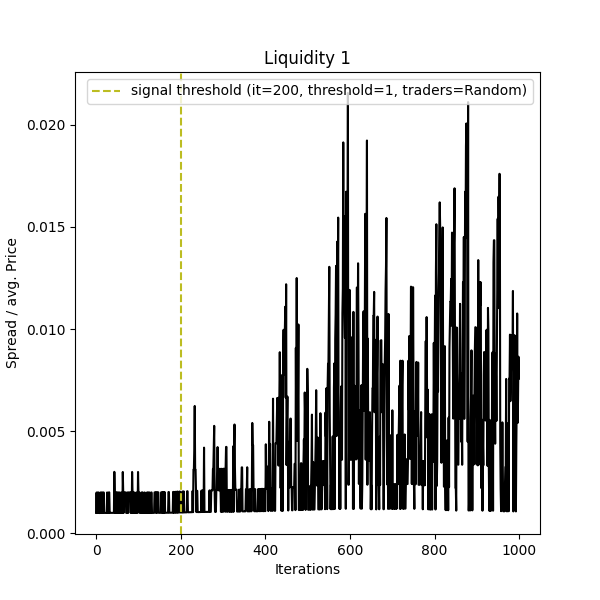 Liquidity 1
signal threshold (it=200, threshold=1, traders=Random)
Spread / avg. Price
0.020
0.015
0.010
0.005
0.000
0
200
400
600
800
1000
Iterations